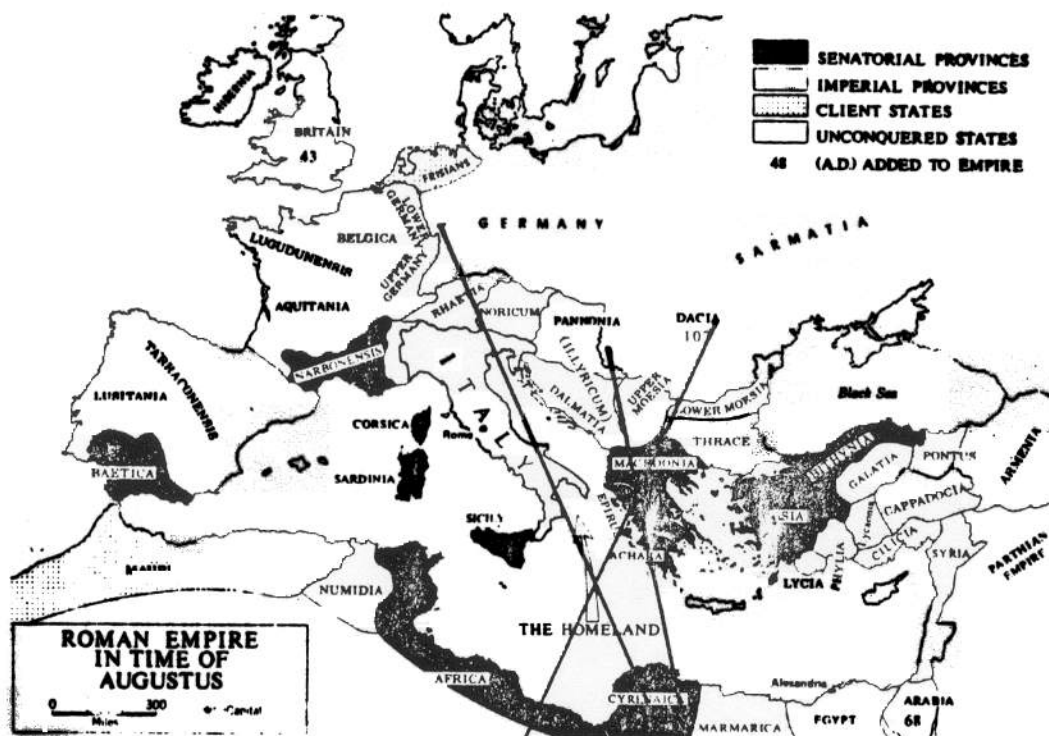 SENATORIAL PROVINCES
IMPERIAL PROVINCES
CLIENT STATES
UNCONQUERED STATES
48 (A.D.) ADDED TO EMPIRE
HIBERNIA
BRITAIN
43
FRISIANS
LOWER GERMANY
GERMANY
SARMATIA
BELGICA
LUGUDUNENSIS
UPPER GERMANY
AQUITANIA
RHAETIA
NORICUM
PANNONIA
(ILLYRICUM)
DACIA
107
NARBONENSIS
ITALY
DALMATIA
UPPER MOESIA
LOWER MOESIA
Black Sea
TARRACONENSIS
LUSITANIA
CORSICA
Rome
THRACE
ARMENIA
BAETICA
SARDINIA
MACEDONIA
BITHYNIA
GALATIA
PONTUS
CAPPADOCIA
SICILY
SIA
CILICIA
SYRIA
PARTHIAN EMPIRE
ACHAIA
LYCIA
PHYLIA
NUMIDIA
THE HOMELAND
ROMAN EMPIRE
IN TIME OF
AUGUSTUS
0 300
Miles
Capital
AFRICA
CYRENAICA
MARMARICA
Alexandria
EGYPT
ARABIA
68